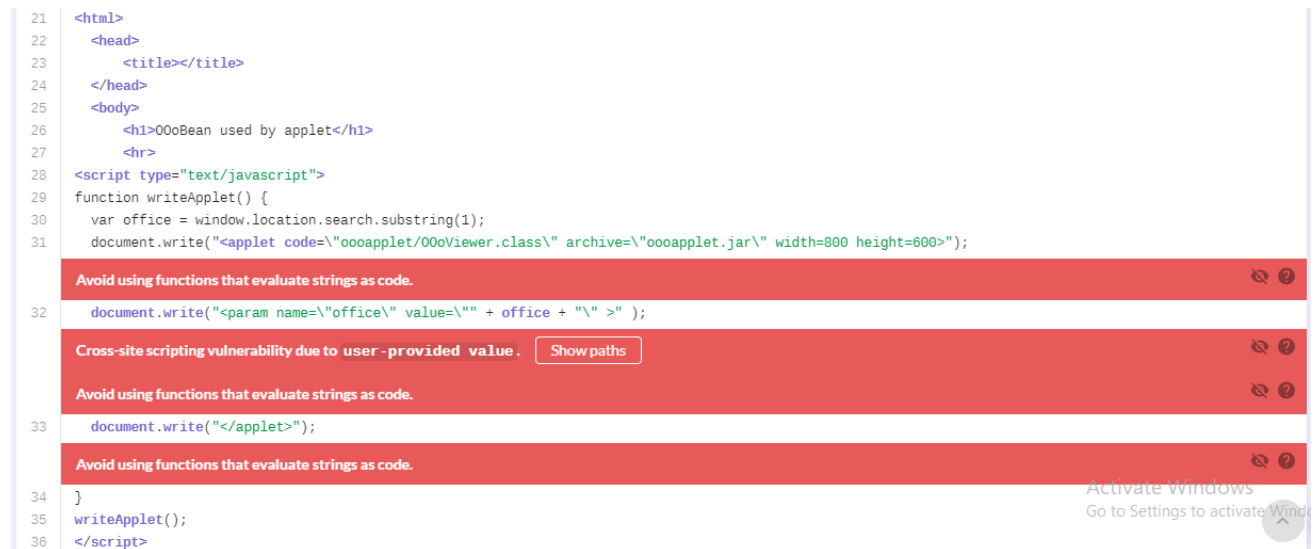 21 <html>
22 <head>
23 <title></title>
24 </head>
25 <body>
26 <h1>OOoBean used by applet</h1>
27 <hr>
28 <script type="text/javascript">
29 function writeApplet() {
30 var office = window.location.search.substring(1);
31 document.write("<applet code=\"oooapplet/OOoViewer.class\" archive=\"oooapplet.jar\" width=800 height=600>");
Avoid using functions that evaluate strings as code.
32 document.write("<param name=\"office\" value=\"" + office + "\" >" );
Cross-site scripting vulnerability due to user-provided value. Show paths
Avoid using functions that evaluate strings as code.
33 document.write("</applet>");
Avoid using functions that evaluate strings as code.
34 }
Activate Windows
35 writeApplet();
Go to Settings to activate Windo
36 </script>